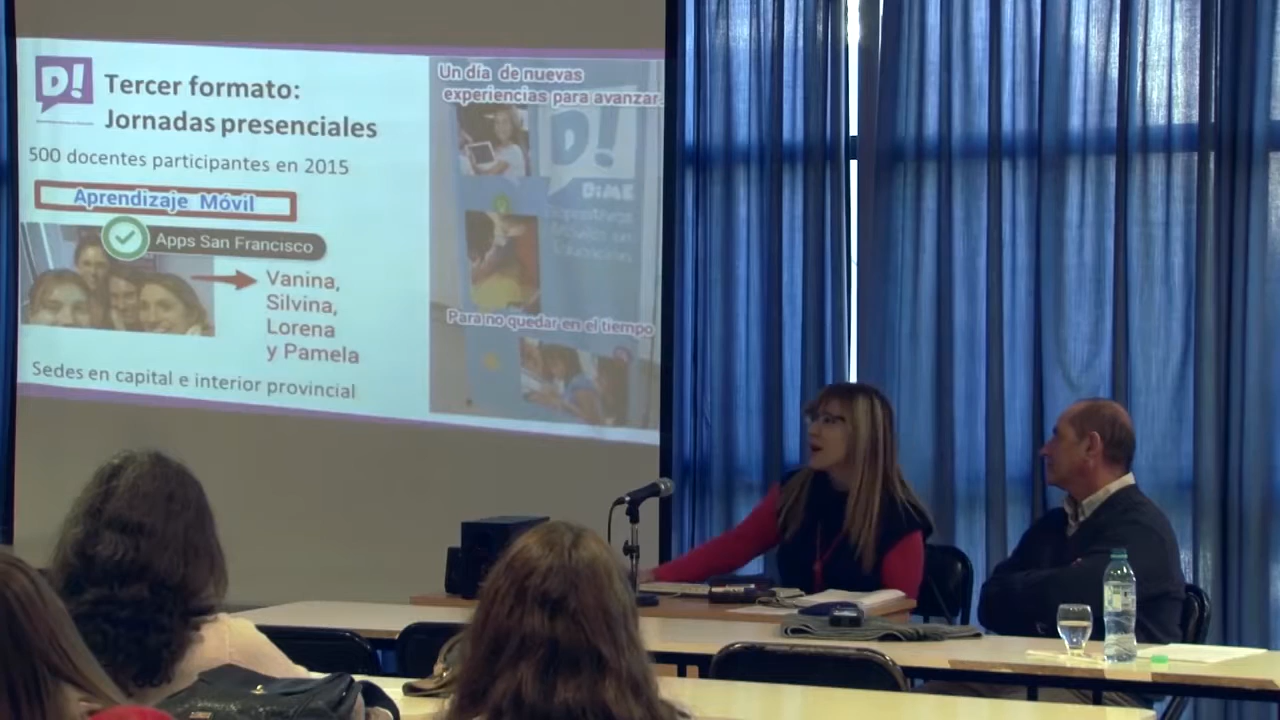 D!
Tercer formato:
Jornadas presenciales
500 docentes participantes en 2015
Aprendizaje Móvil
Apps San Francisco
Vanina,
Silvina,
Lorena
y Pamela
Sedes en capital e interior provincial
Un día de nuevas
experiencias para avanzar.
D!
DiME
Para no quedar en el tiempo